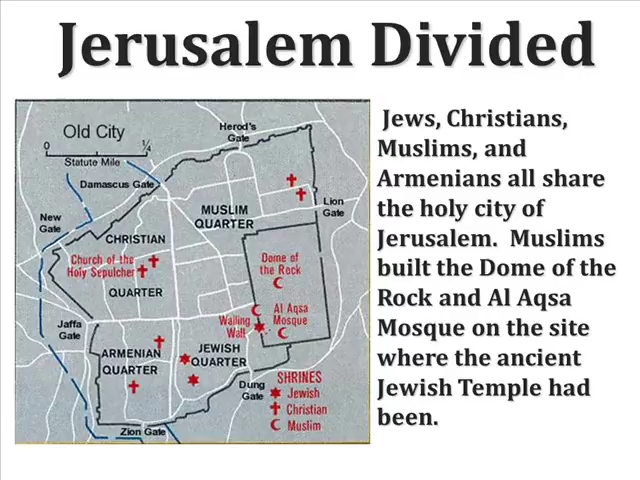 Jerusalem Divided
Old City
0 ¼
Statute Mile
Herod's
Gate
Damascus Gate
New
Gate
Lion
Gate
MUSLIM
QUARTER
CHRISTIAN
QUARTER
Church of the
Holy Sepulcher
Dome of
the Rock
Al Aqsa
Mosque
Wailing
Wall
Jaffa
Gate
ARMENIAN
QUARTER
JEWISH
QUARTER
Dung
Gate
Zion Gate
SHRINES
Jewish
Christian
Muslim
Jews, Christians,
Muslims, and
Armenians all share
the holy city of
Jerusalem. Muslims
built the Dome of the
Rock and Al Aqsa
Mosque on the site
where the ancient
Jewish Temple had
been.